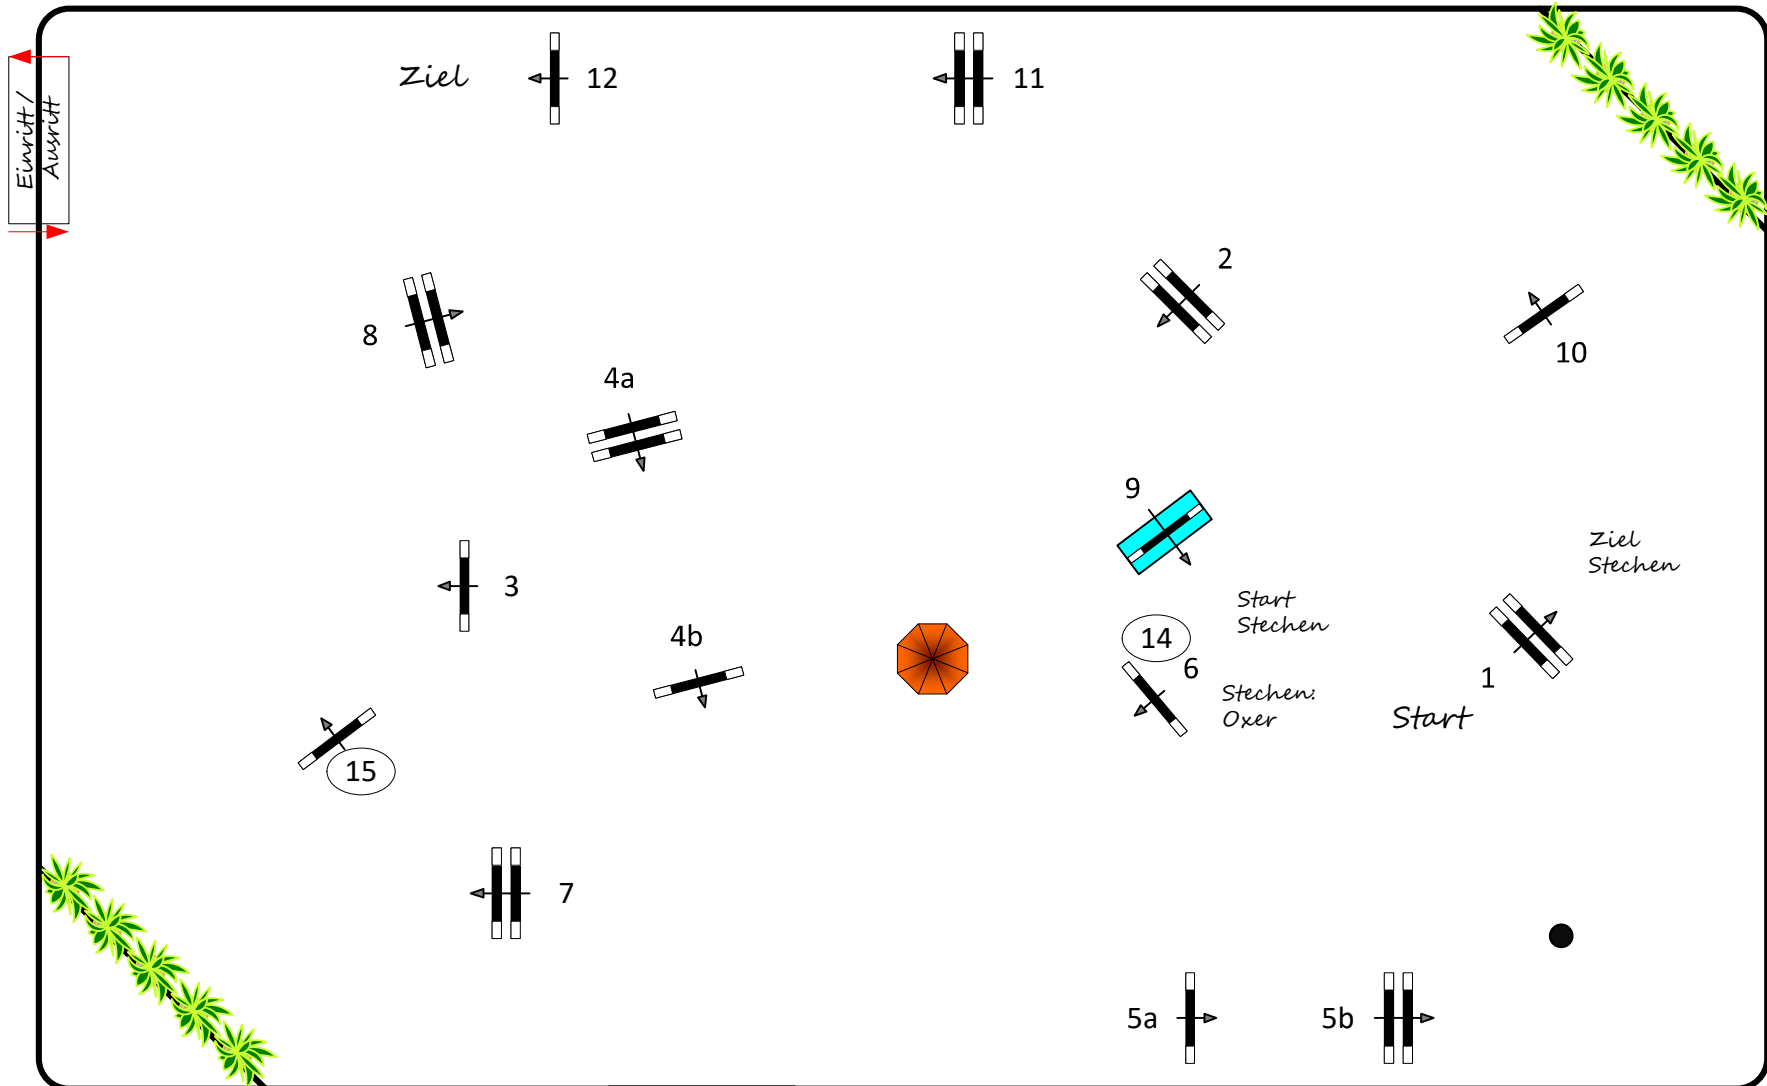 Ziel
12
11
Einritt /
Ausritt
2
8
10
4a
9
Ziel
Stechen
3
Start
Stechen
4b
14
6
1
Stechen:
Oxer
Start
15
7
5a
5b